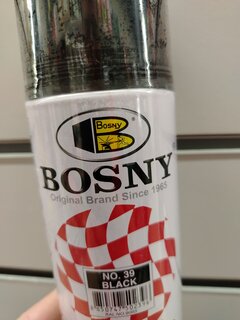 BOSNY
BOSNY
Original Brand Since 1965
NO. 39
BLACK